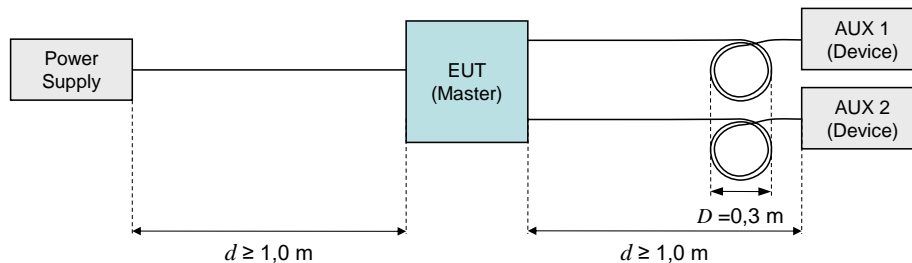 Power
Supply
EUT
(Master)
AUX 1
(Device)
AUX 2
(Device)
D =0,3 m
d ≥ 1,0 m
d ≥ 1,0 m